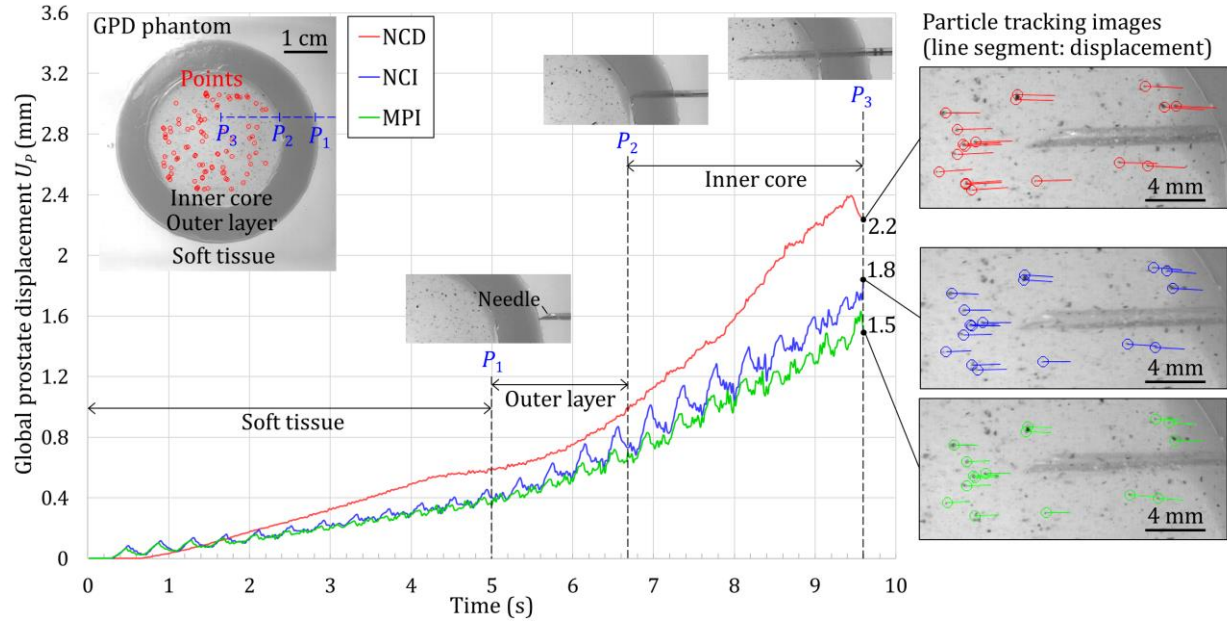 Global prostate displacement U_P (mm)
3.6
3.2
2.8
2.4
2
1.6
1.2
0.8
0.4
0
GPD phantom
1 cm
Points
P3 P2 P1
Inner core
Outer layer
Soft tissue
NCD
NCI
MPI
P3
P2
Inner core
Needle
P1
Outer layer
Soft tissue
2.2
1.8
1.5
0 1 2 3 4 5 6 7 8 9 10
Time (s)
Particle tracking images
(line segment: displacement)
4 mm
4 mm
4 mm